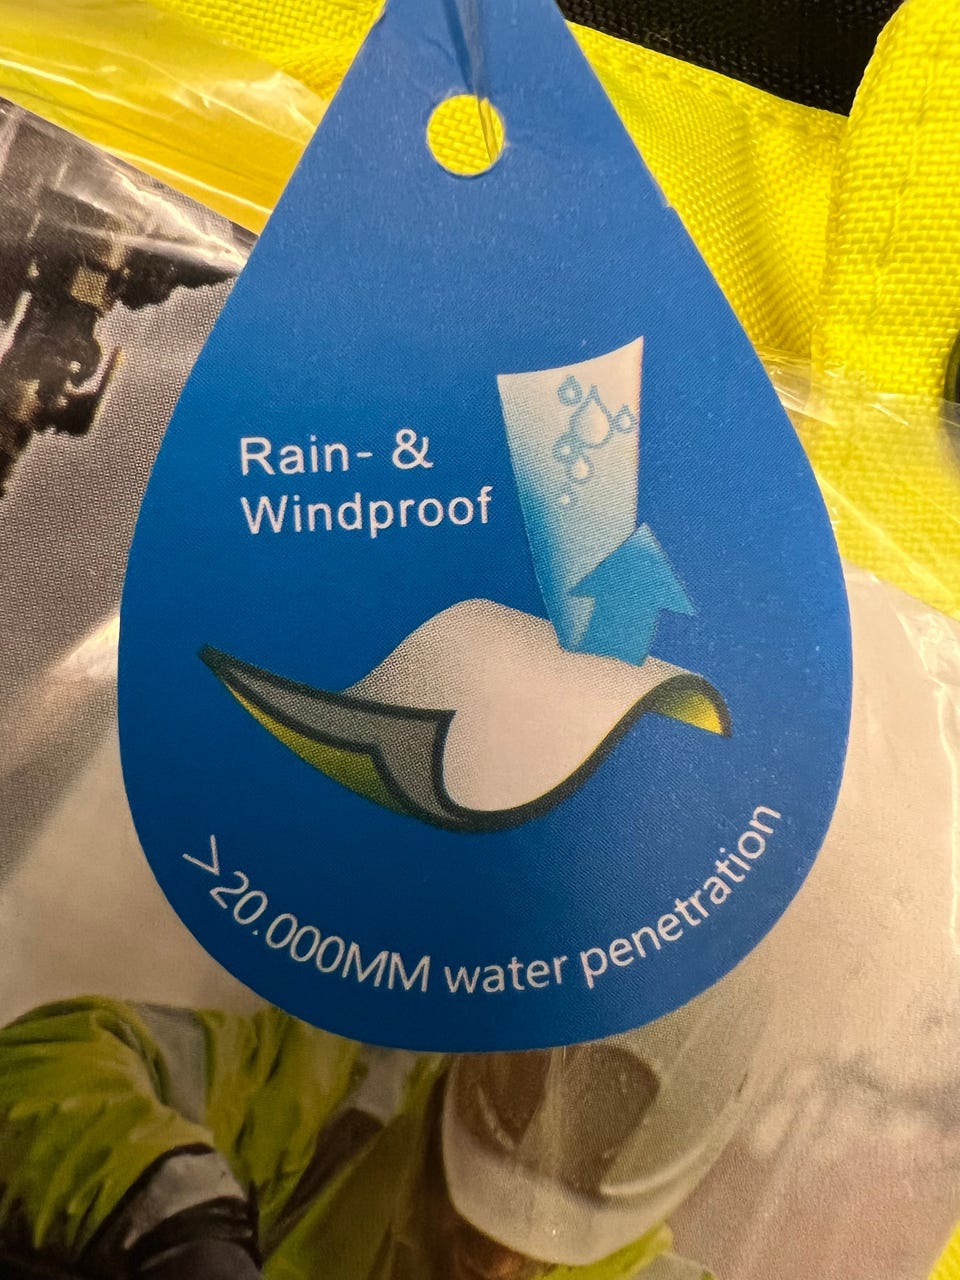 Rain- &
Windproof
>20.000MM water penetration